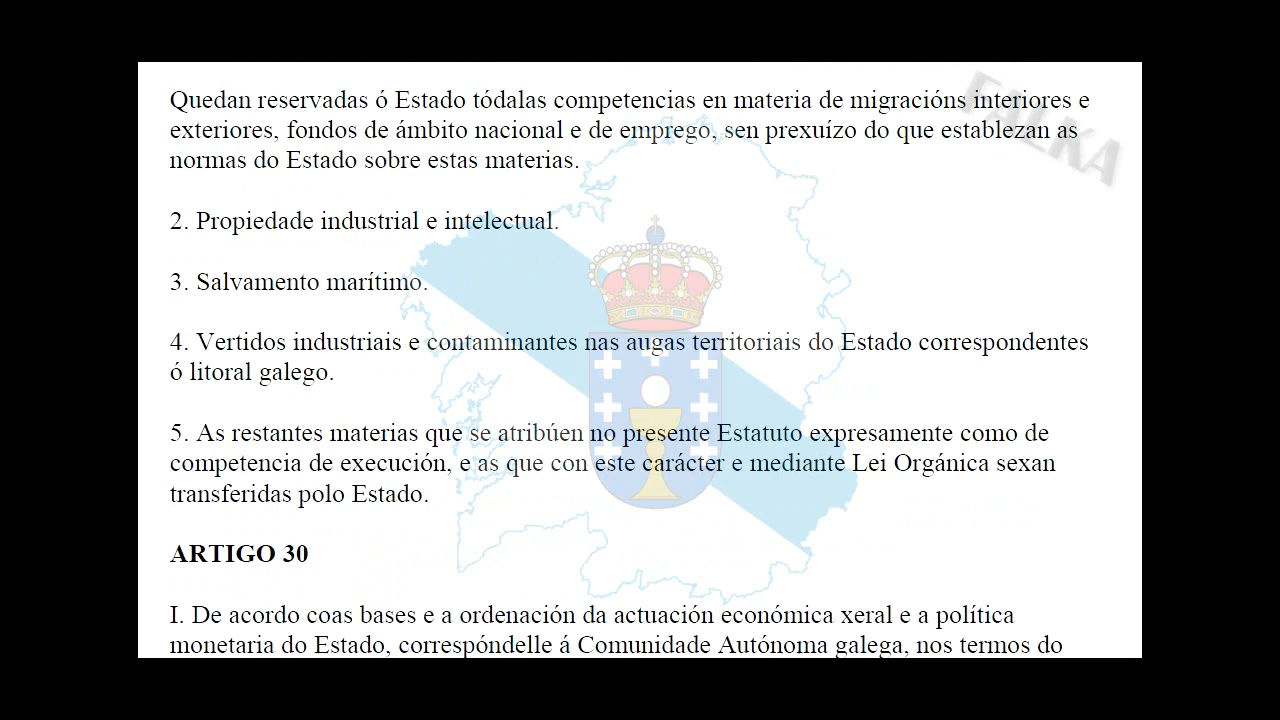 FALKA
Quedan reservadas ó Estado tódalas competencias en materia de migracións interiores e
exteriores, fondos de ámbito nacional e de emprego, sen prexuízo do que establezan as
normas do Estado sobre estas materias.
2. Propiedade industrial e intelectual.
3. Salvamento marítimo.
4. Vertidos industriais e contaminantes nas augas territoriais do Estado correspondentes
ó litoral galego.
5. As restantes materias que se atribúen no presente Estatuto expresamente como de
competencia de execución, e as que con este carácter e mediante Lei Orgánica sexan
transferidas polo Estado.
ARTIGO 30
I. De acordo coas bases e a ordenación da actuación económica xeral e a política
monetaria do Estado, correspóndelle á Comunidade Autónoma galega, nos termos do